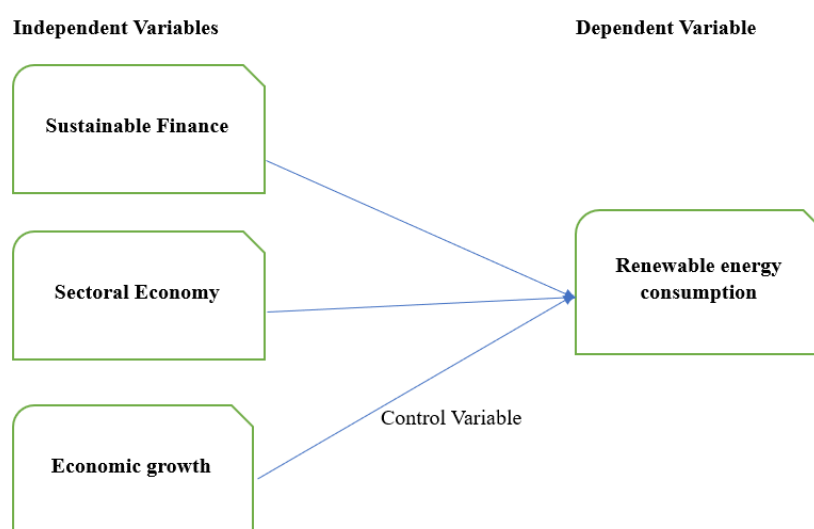 Independent Variables
Dependent Variable
Sustainable Finance
Sectoral Economy
Renewable energy
consumption
Control Variable
Economic growth